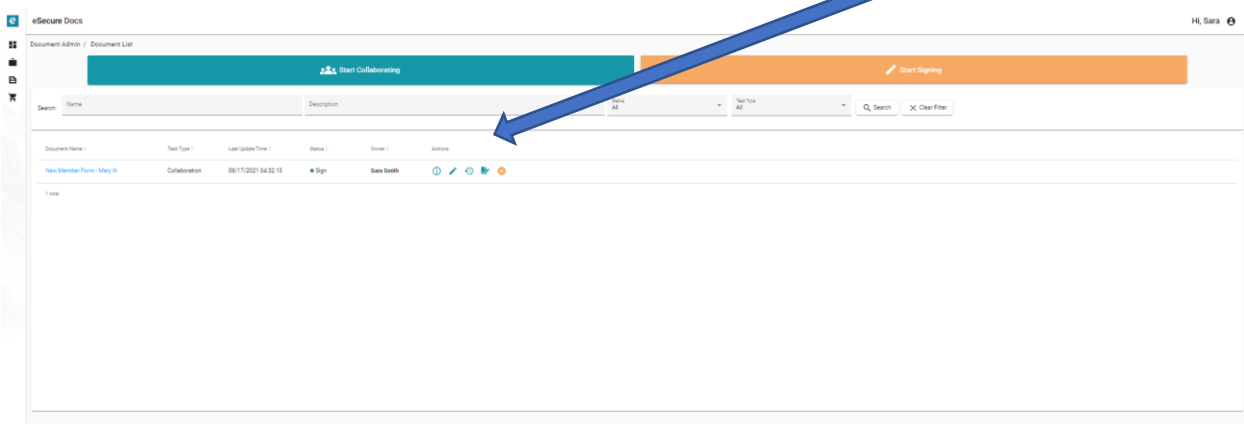 eSecure Docs
Hi, Sara
Document Admin / Document List
Start Collaborating
Start Signing
Search: Name Description Status All Task Type All Search Clear Filter
Document Name Task Type Last Update Time Status Owner Actions
New Member Form - Mary N Collaboration 08/17/2021 04:32:13 Sign Sara Smith
1 total